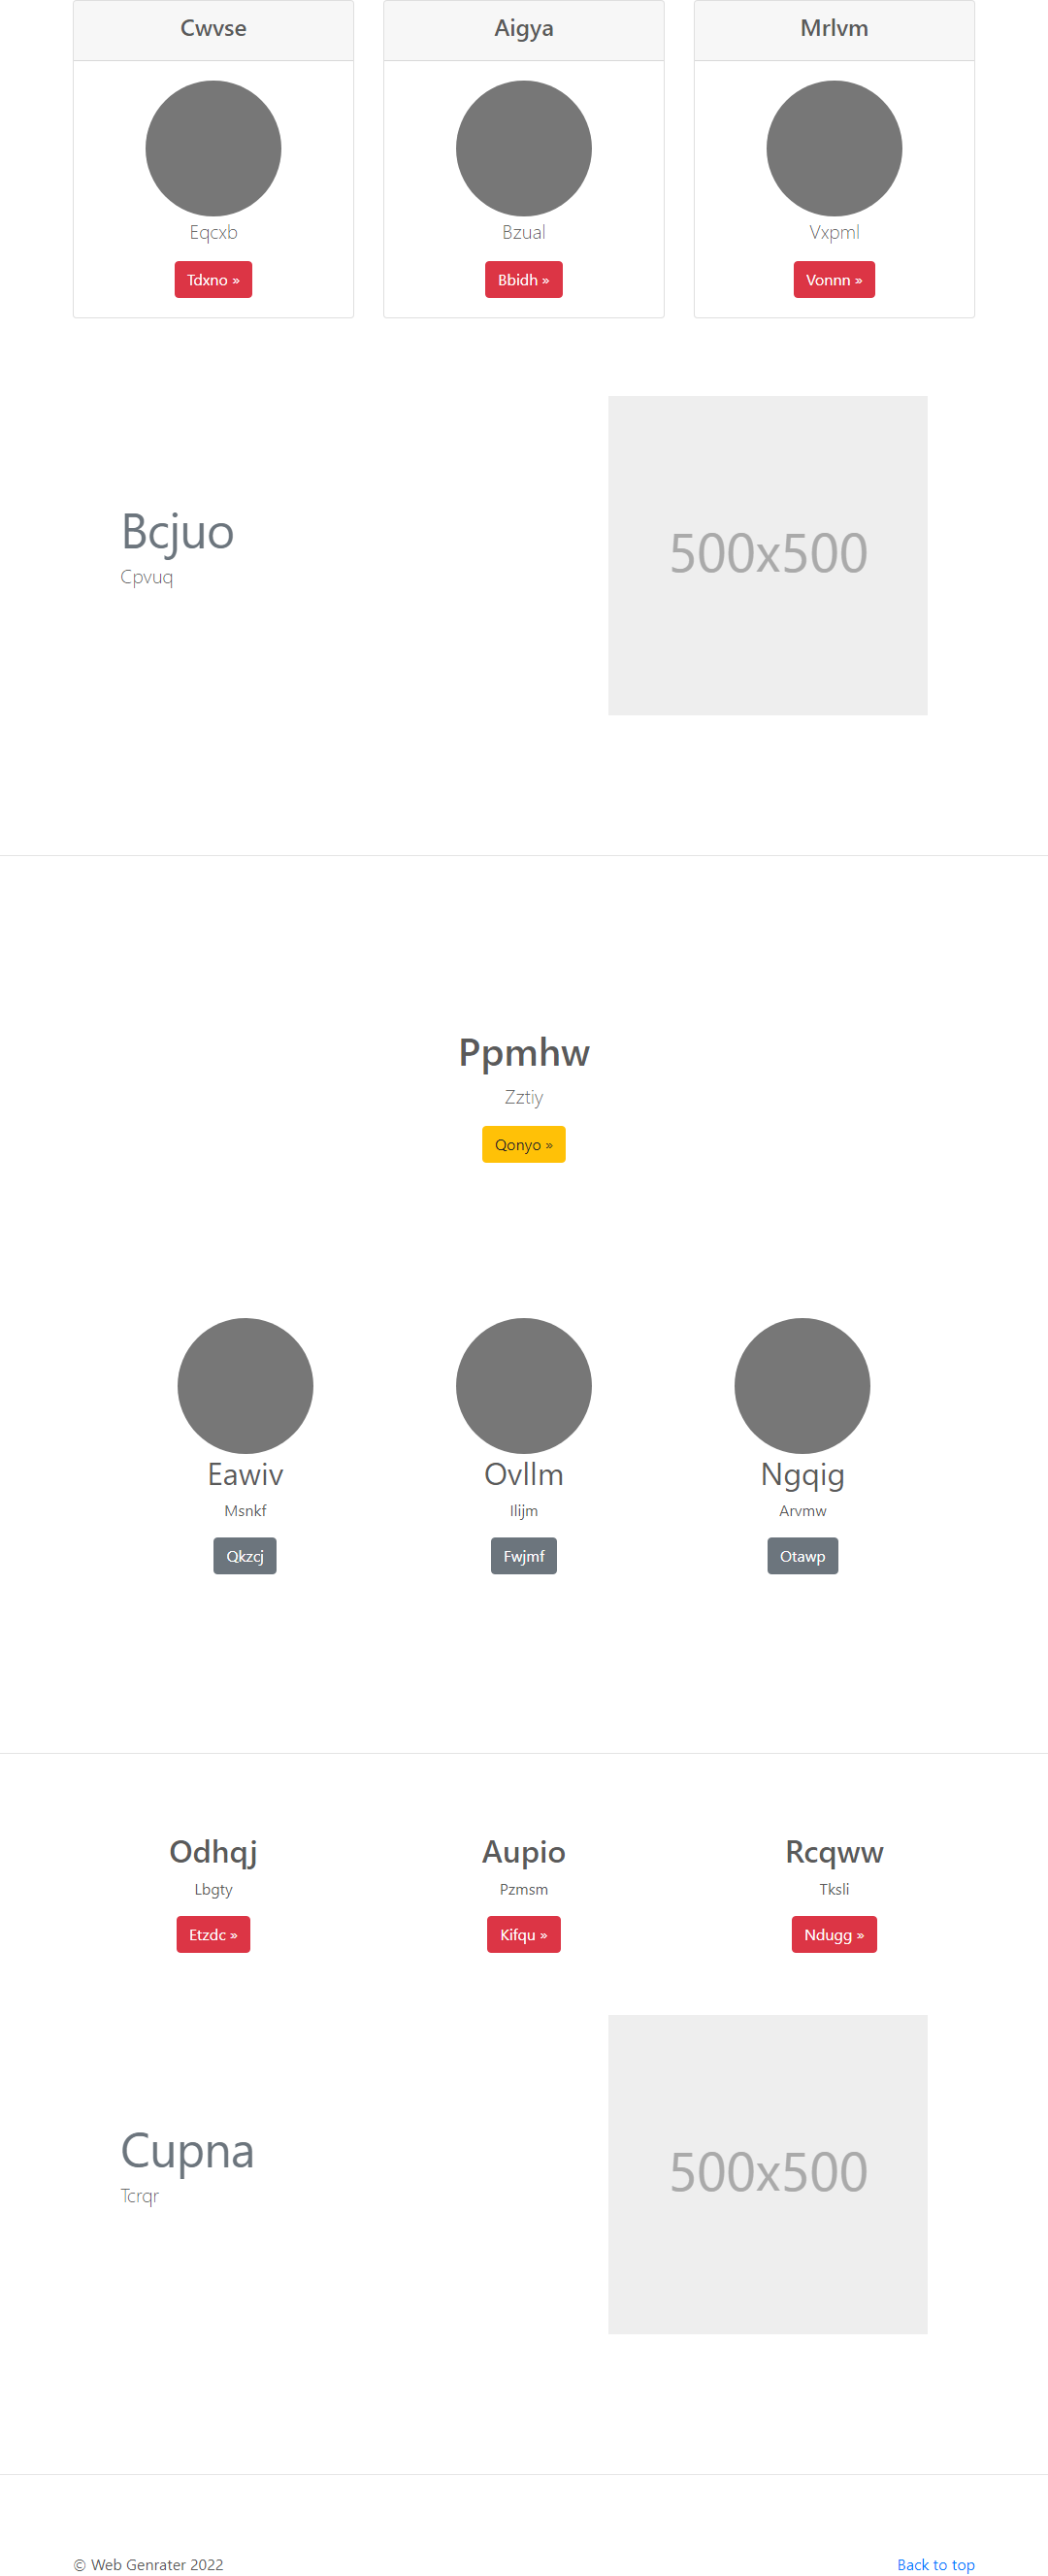 Cwvse
Aigya
Mrlvm
Eqcxb
Bzual
Vxpml
Tdxno »
Bbidh »
Vonnn »
Bcjuo
Cpvuq
500x500
Ppmhw
Zztiy
Qonyo »
Eawiv
Ovllm
Ngqig
Msnkf
Ilijm
Arvmw
Qkzcj
Fwjmf
Otawp
Odhqj
Aupio
Rcqww
Lbgty
Pzmsm
Tksli
Etzdc »
Kifqu »
Ndugg »
Cupna
Tcrqr
500x500
© Web Genrater 2022
Back to top